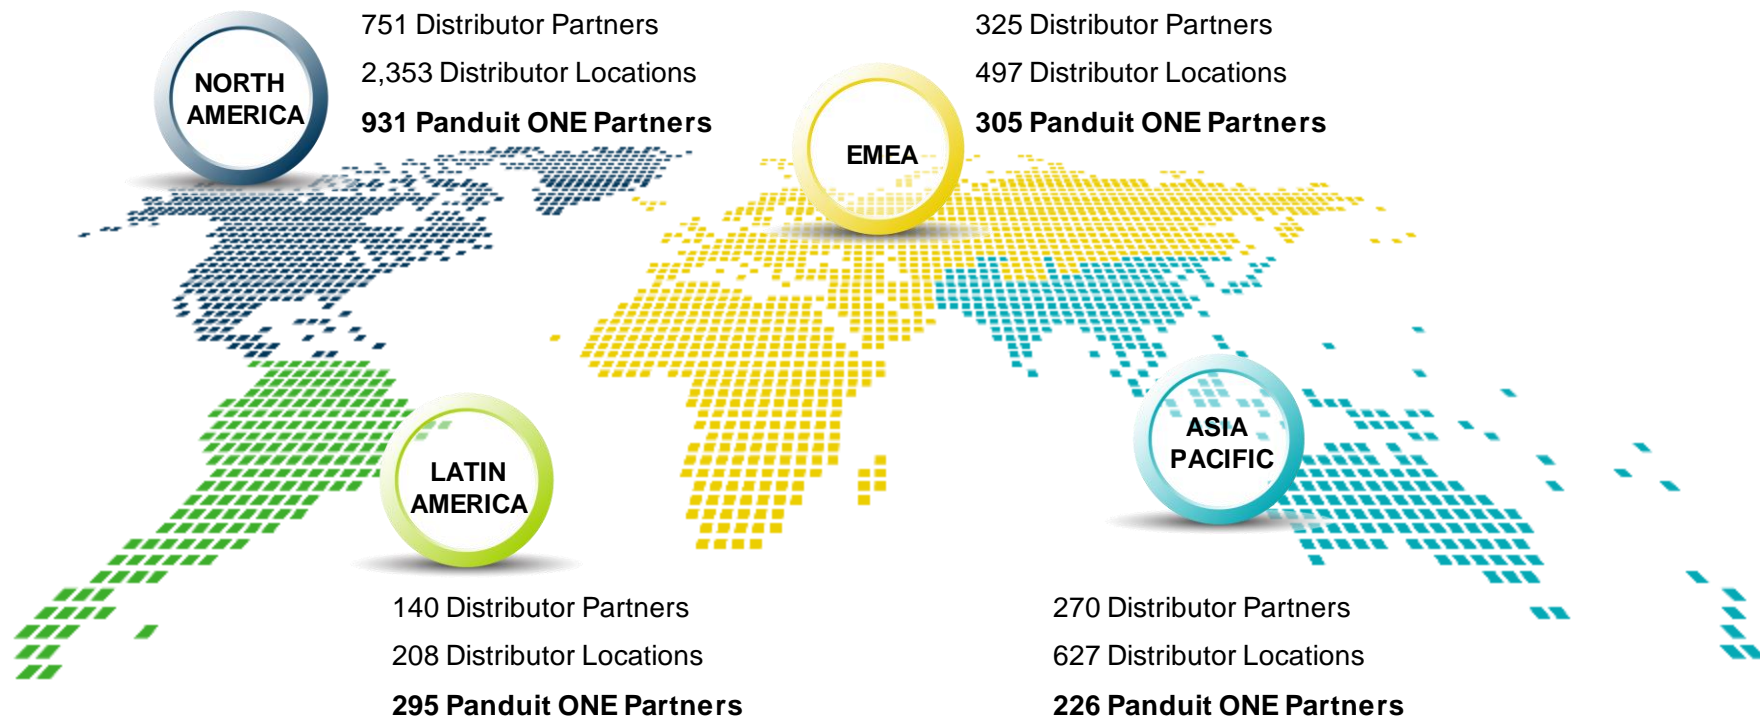 NORTH
AMERICA
751 Distributor Partners
2,353 Distributor Locations
931 Panduit ONE Partners
EMEA
325 Distributor Partners
497 Distributor Locations
305 Panduit ONE Partners
LATIN
AMERICA
140 Distributor Partners
208 Distributor Locations
295 Panduit ONE Partners
ASIA
PACIFIC
270 Distributor Partners
627 Distributor Locations
226 Panduit ONE Partners